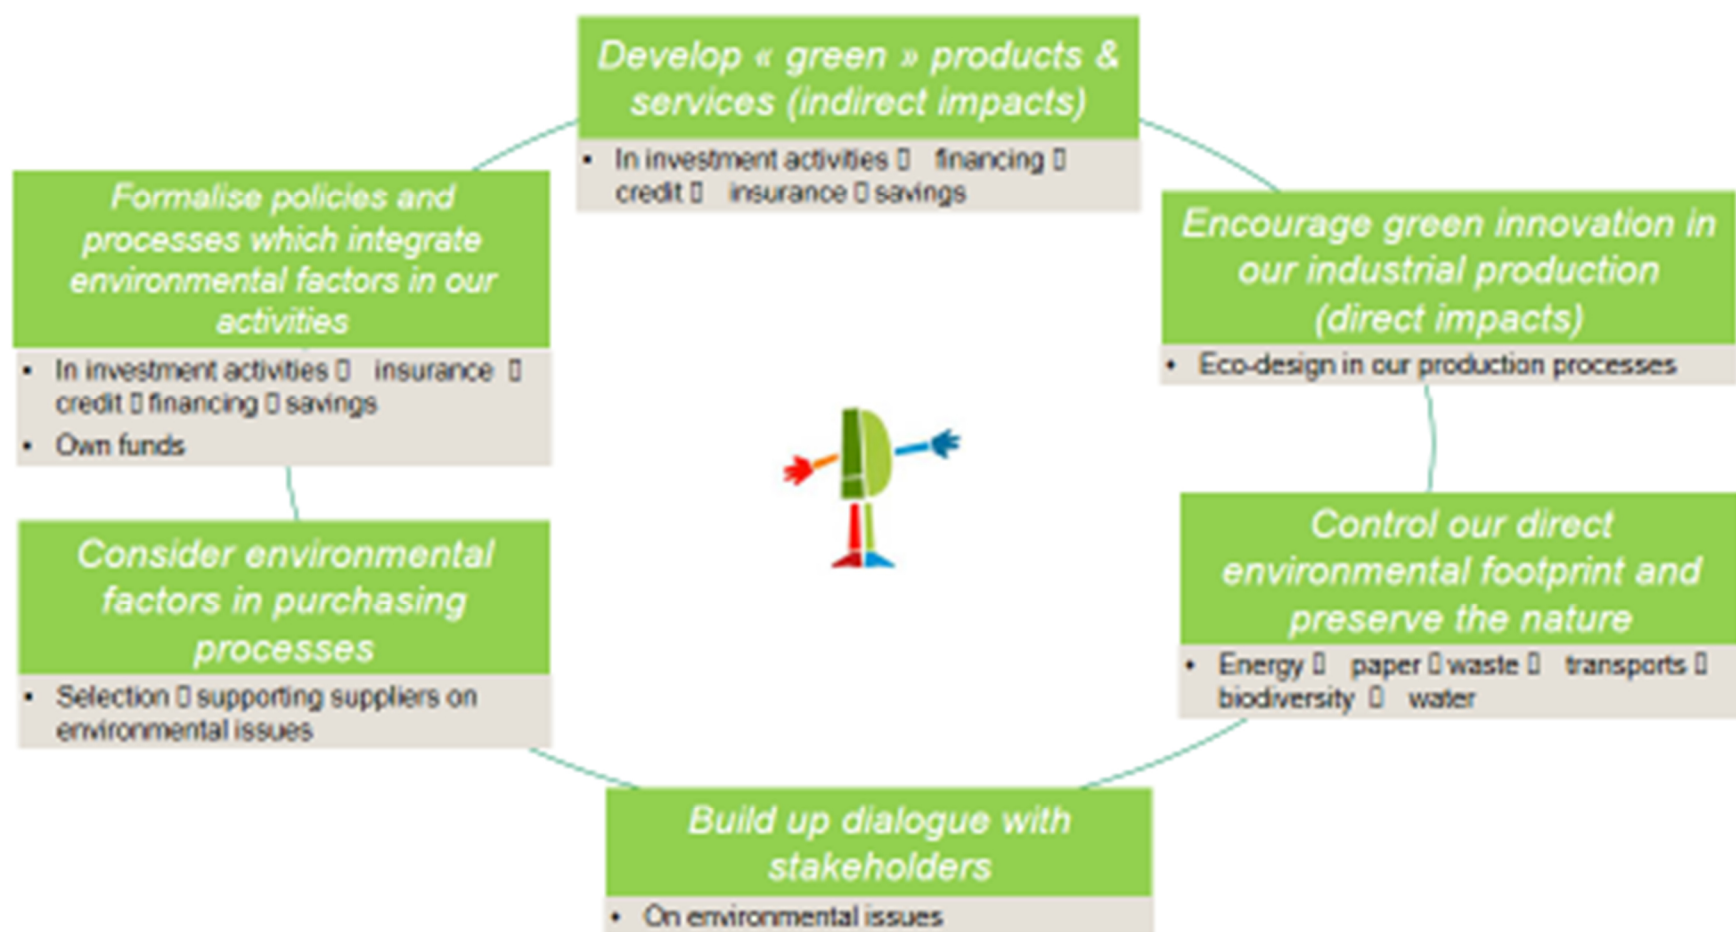 Develop « green » products &
services (indirect impacts)
• In investment activities ▯ financing ▯
credit ▯ insurance ▯ savings
Encourage green innovation in
our industrial production
(direct impacts)
• Eco-design in our production processes
Control our direct
environmental footprint and
preserve the nature
• Energy ▯ paper ▯ waste ▯ transports ▯
biodiversity ▯ water
Build up dialogue with
stakeholders
• On environmental issues
Consider environmental
factors in purchasing
processes
• Selection ▯ supporting suppliers on
environmental issues
Formalise policies and
processes which integrate
environmental factors in our
activities
• In investment activities ▯ insurance ▯
credit ▯ financing ▯ savings
• Own funds